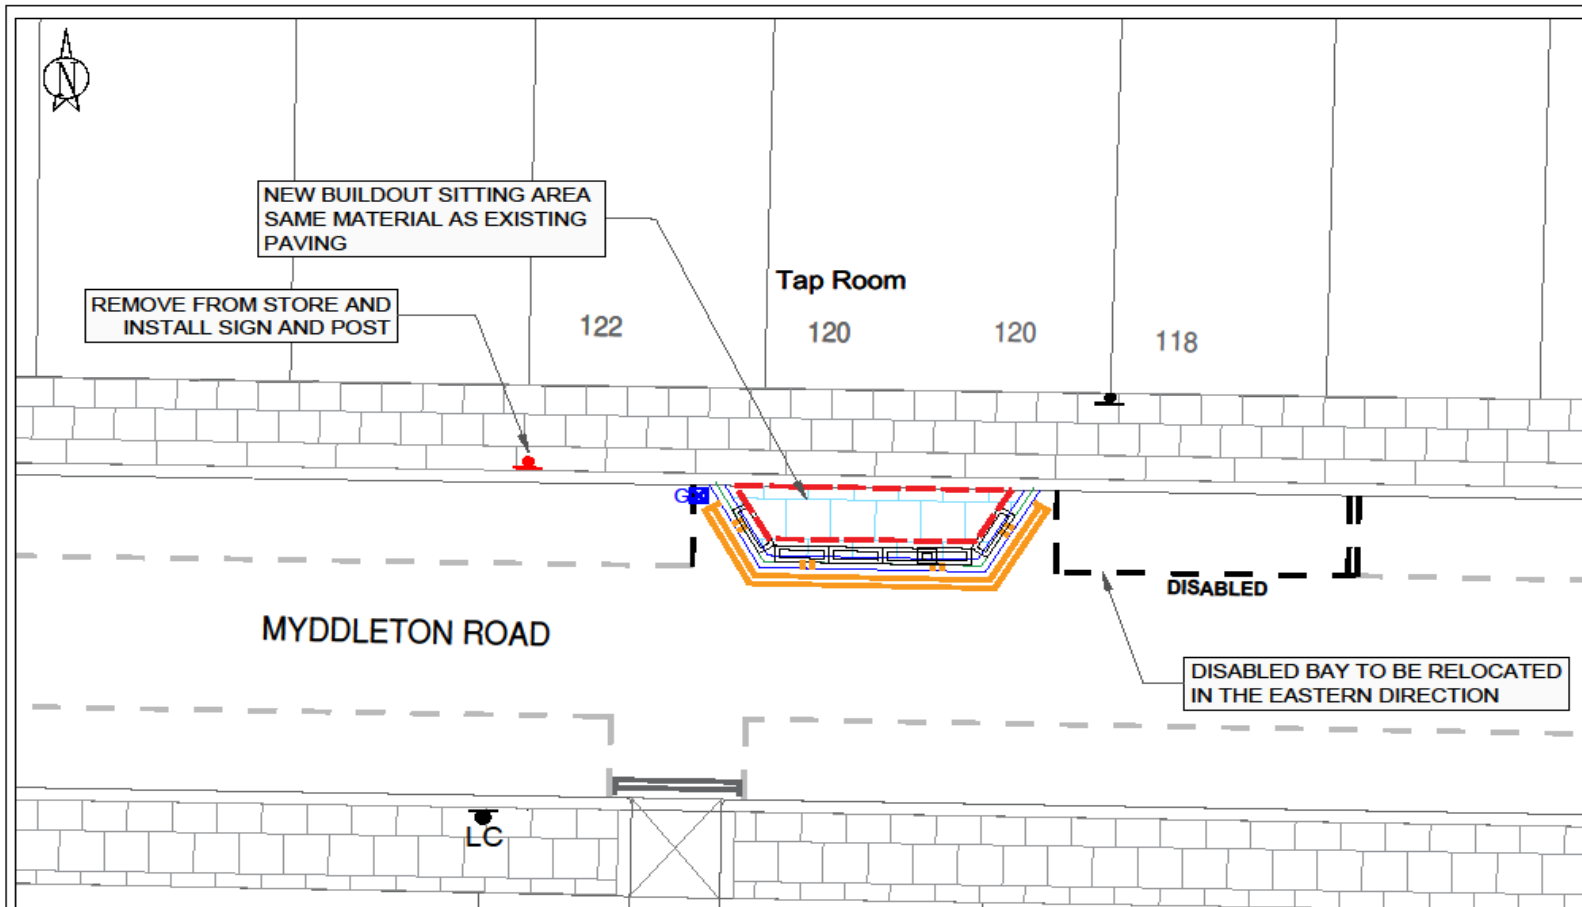 N
NEW BUILDOUT SITTING AREA
SAME MATERIAL AS EXISTING
PAVING
Tap Room
REMOVE FROM STORE AND
INSTALL SIGN AND POST
122
120
120
118
G
DISABLED
MYDDLETON ROAD
DISABLED BAY TO BE RELOCATED
IN THE EASTERN DIRECTION
LC